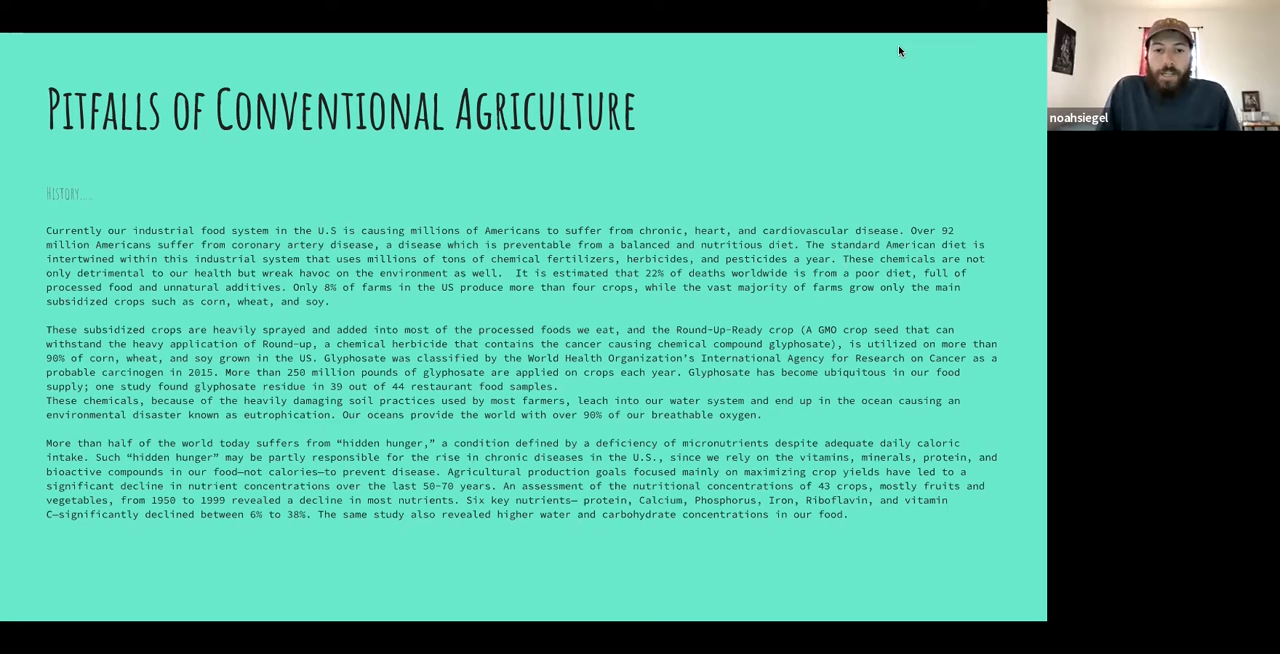 Pitfalls of Conventional Agriculture
noahsiegel
History...
Currently our industrial food system in the U.S is causing millions of Americans to suffer from chronic, heart, and cardiovascular disease. Over 92
million Americans suffer from coronary artery disease, a disease which is preventable from a balanced and nutritious diet. The standard American diet is
intertwined within this industrial system that uses millions of tons of chemical fertilizers, herbicides, and pesticides a year. These chemicals are not
only detrimental to our health but wreak havoc on the environment as well.  It is estimated that 22% of deaths worldwide is from a poor diet, full of
processed food and unnatural additives. Only 8% of farms in the US produce more than four crops, while the vast majority of farms grow only the main
subsidized crops such as corn, wheat, and soy.
These subsidized crops are heavily sprayed and added into most of the processed foods we eat, and the Round-Up-Ready crop (A GMO crop seed that can
withstand the heavy application of Round-up, a chemical herbicide that contains the cancer causing chemical compound glyphosate), is utilized on more than
90% of corn, wheat, and soy grown in the US. Glyphosate was classified by the World Health Organization’s International Agency for Research on Cancer as a
probable carcinogen in 2015. More than 250 million pounds of glyphosate are applied on crops each year. Glyphosate has become ubiquitous in our food
supply; one study found glyphosate residue in 39 out of 44 restaurant food samples.
These chemicals, because of the heavily damaging soil practices used by most farmers, leach into our water system and end up in the ocean causing an
environmental disaster known as eutrophication. Our oceans provide the world with over 90% of our breathable oxygen.
More than half of the world today suffers from “hidden hunger,” a condition defined by a deficiency of micronutrients despite adequate daily caloric
intake. Such “hidden hunger” may be partly responsible for the rise in chronic diseases in the U.S., since we rely on the vitamins, minerals, protein, and
bioactive compounds in our food—not calories—to prevent disease. Agricultural production goals focused mainly on maximizing crop yields have led to a
significant decline in nutrient concentrations over the last 50-70 years. An assessment of the nutritional concentrations of 43 crops, mostly fruits and
vegetables, from 1950 to 1999 revealed a decline in most nutrients. Six key nutrients— protein, Calcium, Phosphorus, Iron, Riboflavin, and vitamin
C—significantly declined between 6% to 38%. The same study also revealed higher water and carbohydrate concentrations in our food.